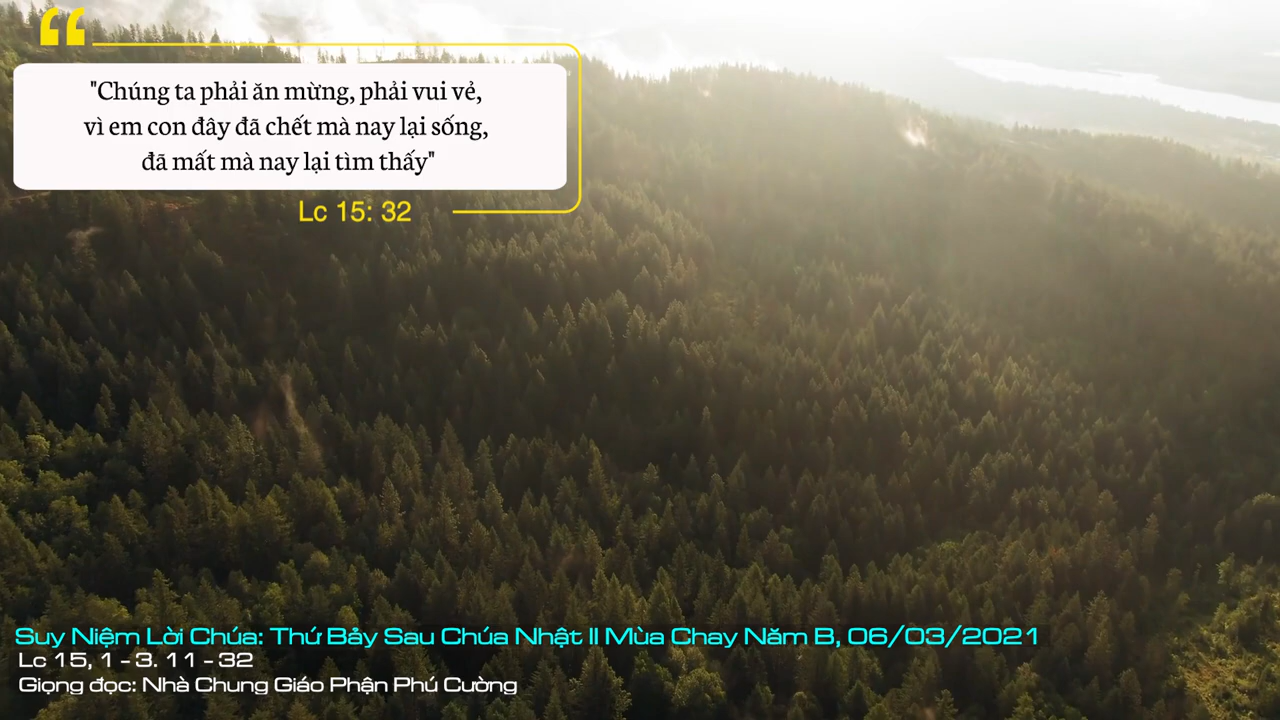 "Chúng ta phải ăn mừng, phải vui vẻ,
vì em con đây đã chết mà nay lại sống,
đã mất mà nay lại tìm thấy"
Lc 15: 32
Suy Niệm Lời Chúa: Thứ Bảy Sau Chúa Nhật II Mùa Chay Năm B, 06/03/2021
Lc 15, 1 - 3. 11 - 32
Giọng đọc: Nhà Chung Giáo Phận Phú Cường